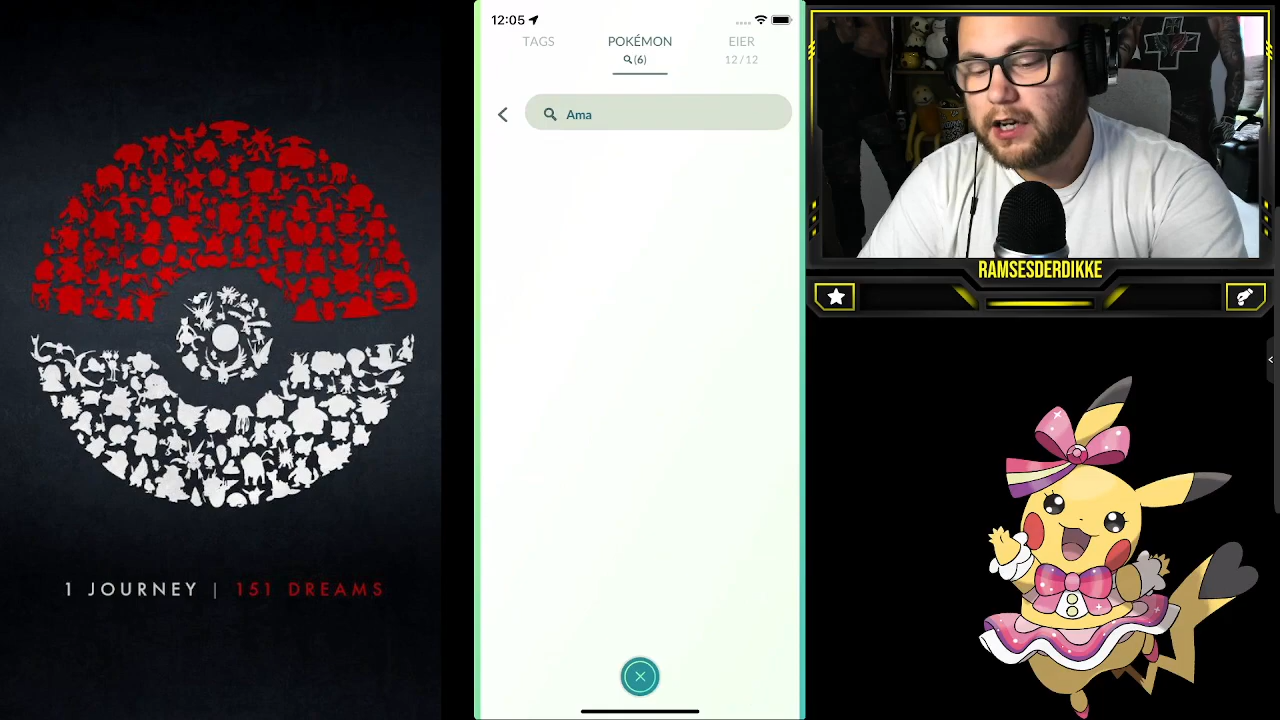 12:05
TAGS
POKÉMON
(6)
EIER
12 / 12
Ama
RAMSESDERDIKKE
1 JOURNEY | 151 DREAMS